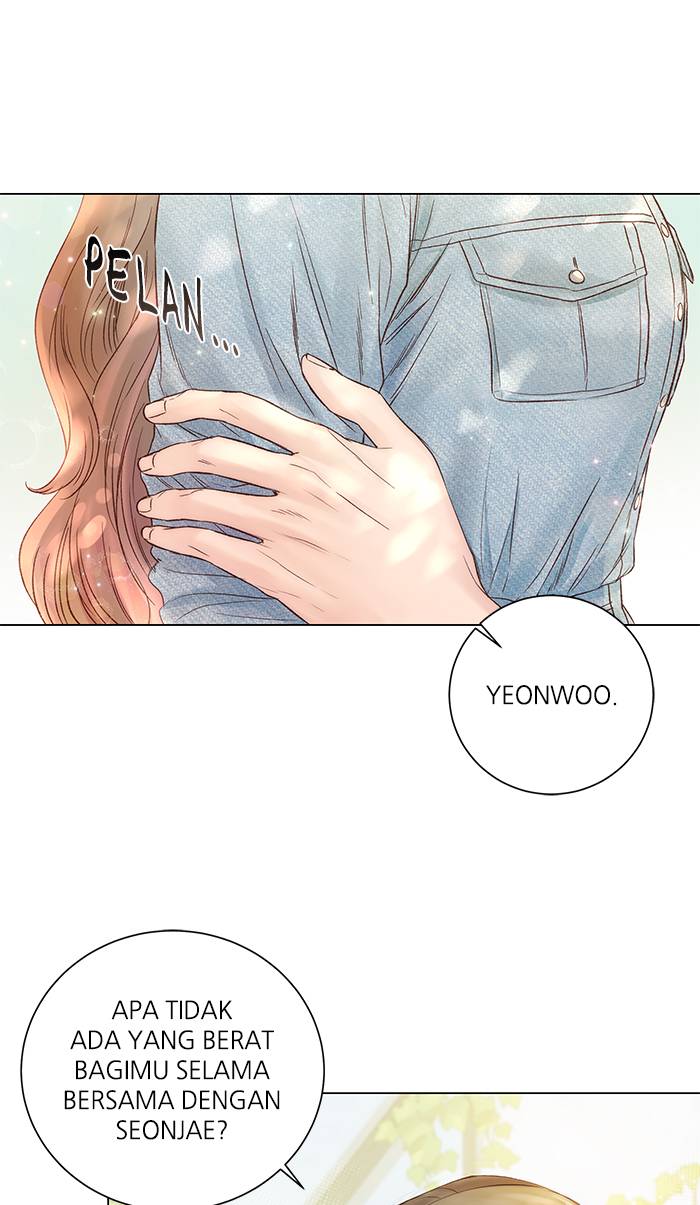 PELAN...
YEONWOO.
APA TIDAK
ADA YANG BERAT
BAGIMU SELAMA
BERSAMA DENGAN
SEONJAE?